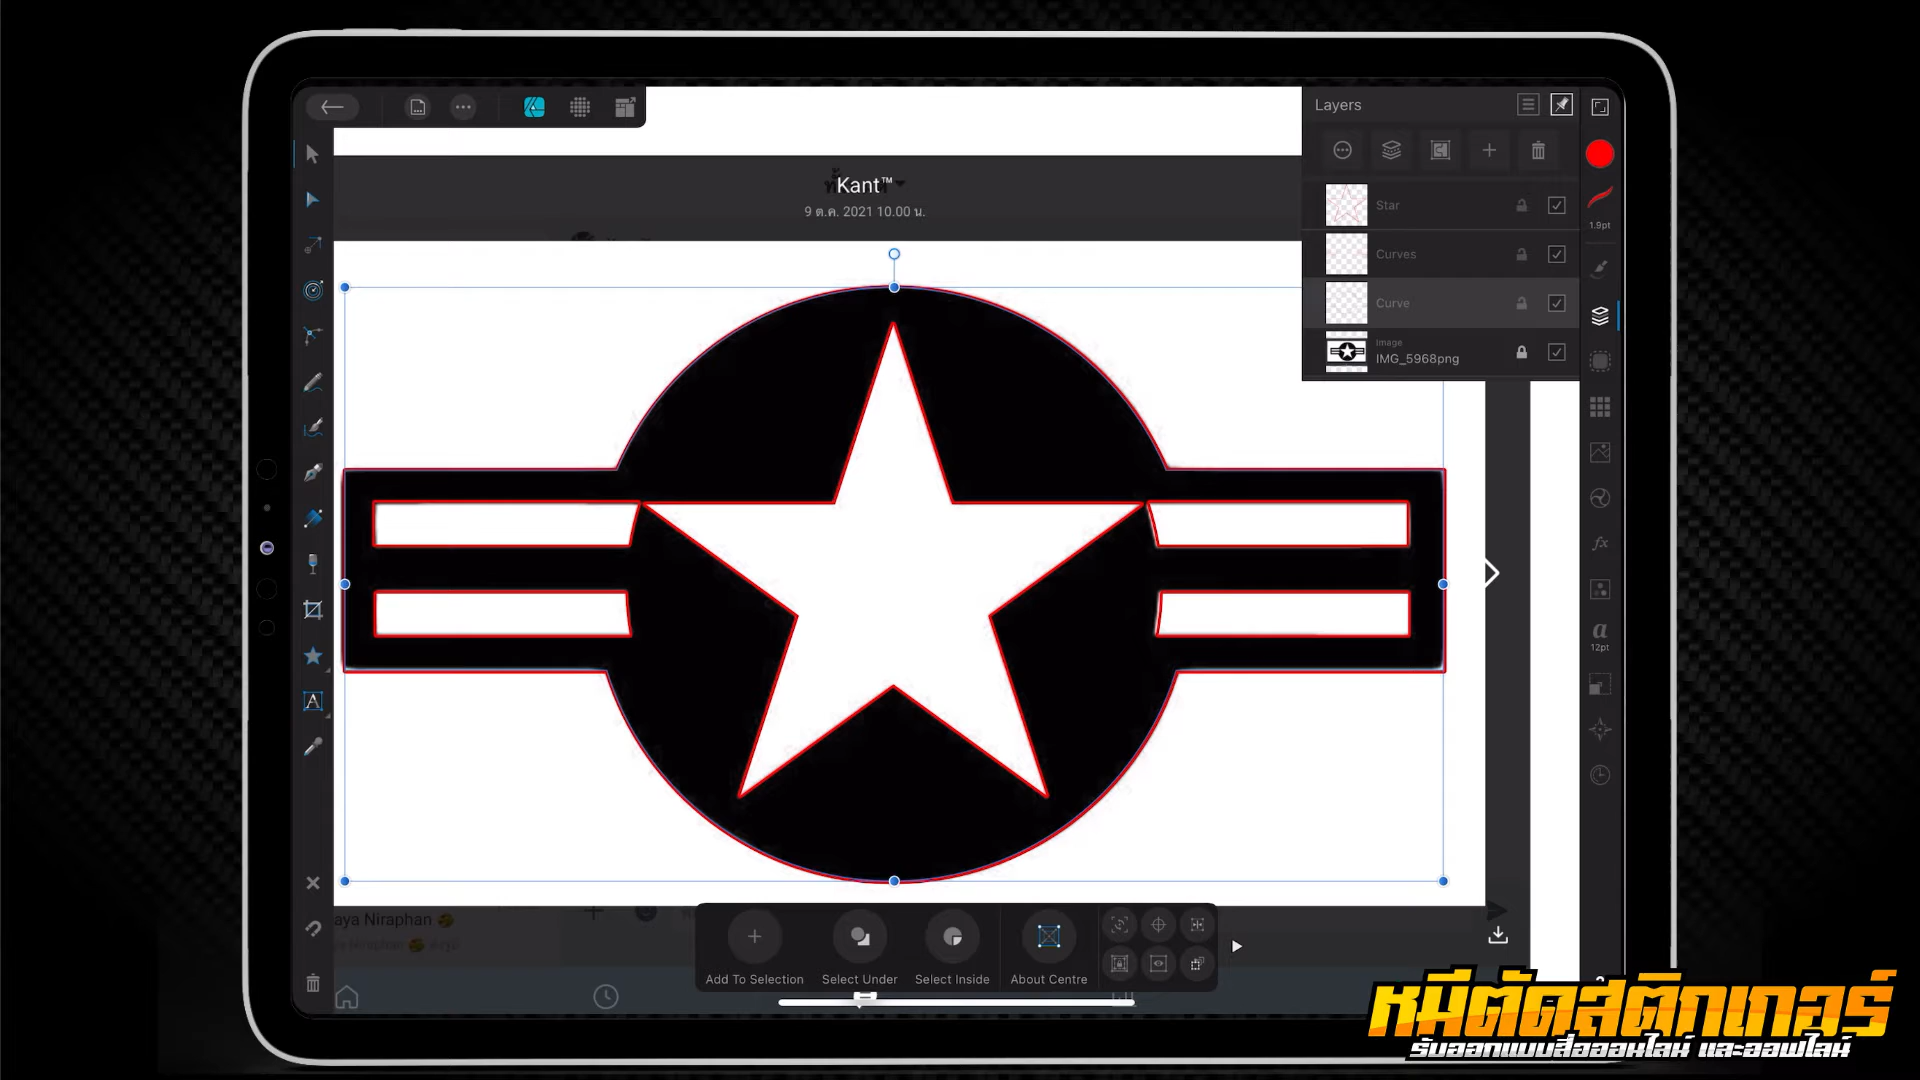 Layers
Kant™
9 ต.ค. 2021 10.00 น.
Star
Curves
Curve
Image
IMG_5968png
1.9pt
fx
a
12pt
A
aya Niraphan
Add To Selection
Select Under
Select Inside
About Centre
หมีตัดสติกเกอร์
รับออกแบบสื่อออนไลน์ และออฟไลน์